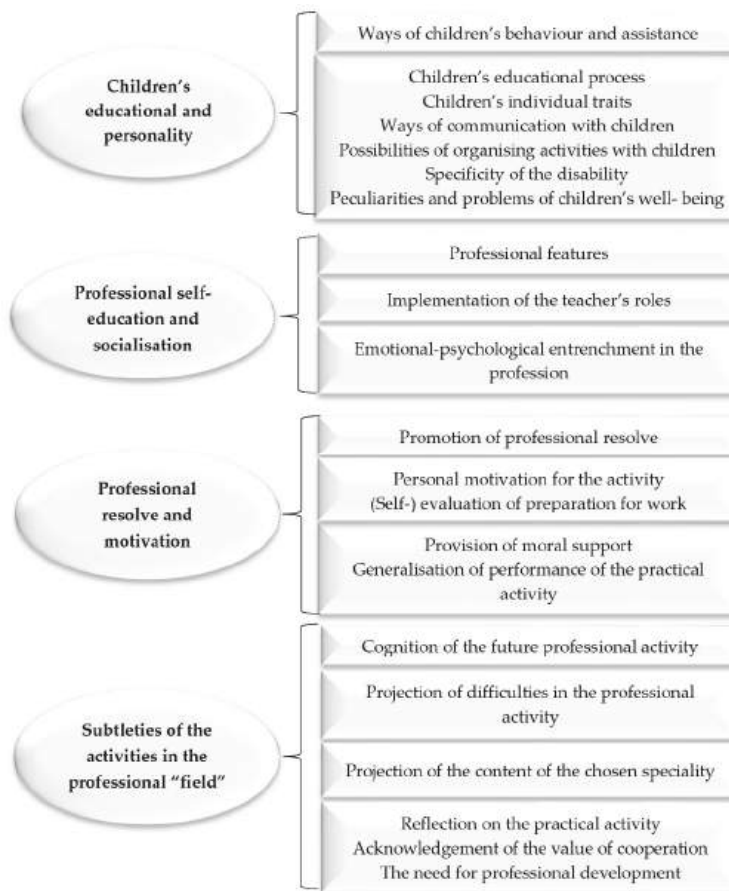 Children's
educational and
personality
Ways of children's behaviour and assistance
Children's educational process
Children's individual traits
Ways of communication with children
Possibilities of organising activities with children
Specificity of the disability
Peculiarities and problems of children's well- being
Professional self-
education and
socialisation
Professional features
Implementation of the teacher's roles
Emotional-psychological entrenchment in the
profession
Professional
resolve and
motivation
Promotion of professional resolve
Personal motivation for the activity
(Self-) evaluation of preparation for work
Provision of moral support
Generalisation of performance of the practical
activity
Subtleties of the
activities in the
professional "field"
Cognition of the future professional activity
Projection of difficulties in the professional
activity
Projection of the content of the chosen speciality
Reflection on the practical activity
Acknowledgement of the value of cooperation
The need for professional development